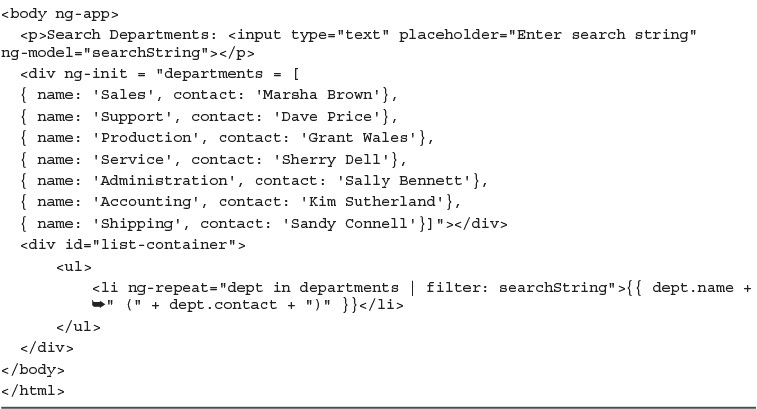 <body ng-app>
<p>Search Departments: <input type="text" placeholder="Enter search string"
ng-model="searchString"></p>
<div ng-init = "departments = [
{ name: 'Sales', contact: 'Marsha Brown'},
{ name: 'Support', contact: 'Dave Price'},
{ name: 'Production', contact: 'Grant Wales'},
{ name: 'Service', contact: 'Sherry Dell'},
{ name: 'Administration', contact: 'Sally Bennett'},
{ name: 'Accounting', contact: 'Kim Sutherland'},
{ name: 'Shipping', contact: 'Sandy Connell'}]"></div>
<div id="list-container">
<ul>
<li ng-repeat="dept in departments | filter: searchString">{{ dept.name +
➥" (" + dept.contact + ")" }}</li>
</ul>
</div>
</body>
</html>